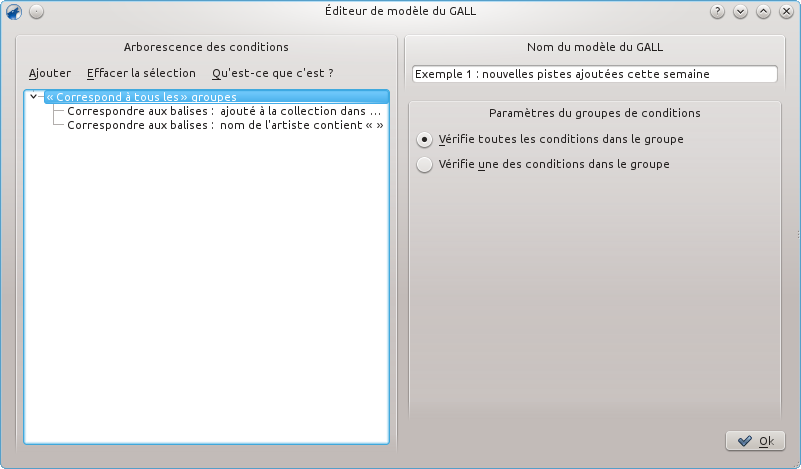 Éditeur de modèle du GALL
Arborescence des conditions
Ajouter Effacer la sélection Qu'est-ce que c'est ?
« Correspond à tous les» groupes
Correspondre aux balises : ajouté à la collection dans ...
Correspondre aux balises : nom de l'artiste contient « »
Nom du modèle du GALL
Exemple 1 : nouvelles pistes ajoutées cette semaine
Paramètres du groupes de conditions
Vérifie toutes les conditions dans le groupe
Vérifie une des conditions dans le groupe
Ok